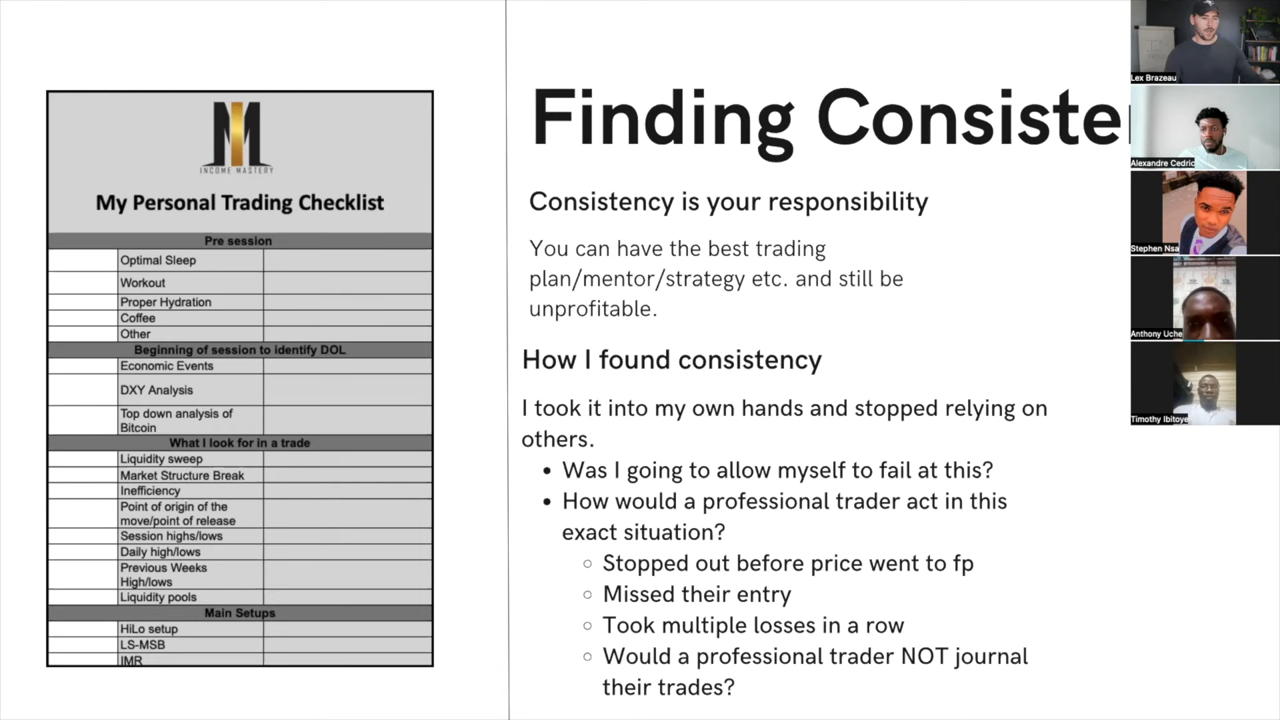 INCOME MASTERY
My Personal Trading Checklist
Pre session
Optimal Sleep
Workout
Proper Hydration
Coffee
Other
Beginning of session to identify DOL
Economic Events
DXY Analysis
Top down analysis of
Bitcoin
What I look for in a trade
Liquidity sweep
Market Structure Break
Inefficiency
Point of origin of the
move/point of release
Session highs/lows
Daily high/lows
Previous Weeks
High/lows
Liquidity pools
Main Setups
HiLo setup
LS-MSB
IMR
Finding Consiste
Consistency is your responsibility
You can have the best trading
plan/mentor/strategy etc. and still be
unprofitable.
How I found consistency
I took it into my own hands and stopped relying on
others.
• Was I going to allow myself to fail at this?
• How would a professional trader act in this
exact situation?
○ Stopped out before price went to fp
○ Missed their entry
○ Took multiple losses in a row
○ Would a professional trader NOT journal
their trades?
Lex Brazeau
Alexandre Cedric
Stephen Nsa
Anthony Uche
Timothy Ibitoye